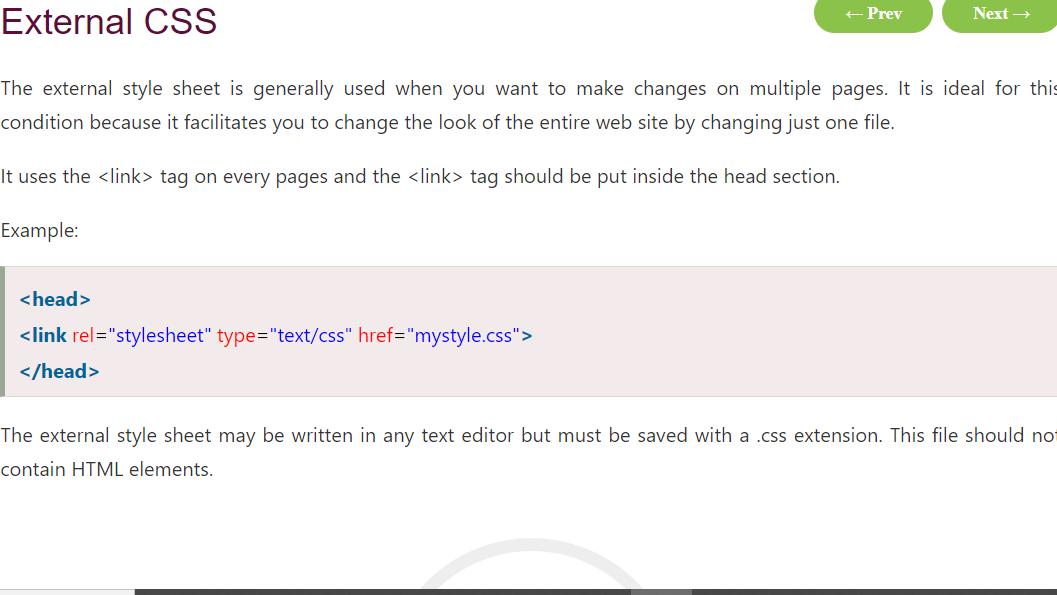 External CSS
← Prev
Next →
The external style sheet is generally used when you want to make changes on multiple pages. It is ideal for this
condition because it facilitates you to change the look of the entire web site by changing just one file.
It uses the <link> tag on every pages and the <link> tag should be put inside the head section.
Example:
<head>
<link rel="stylesheet" type="text/css" href="mystyle.css">
</head>
The external style sheet may be written in any text editor but must be saved with a .css extension. This file should not
contain HTML elements.